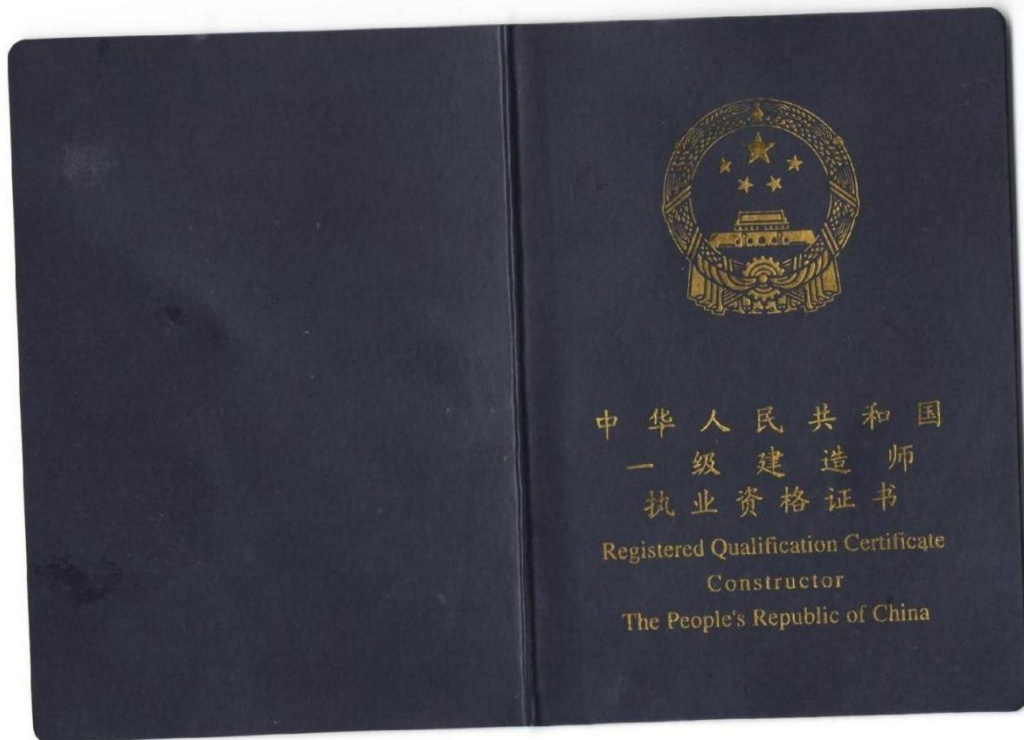 中华人民共和国
一级建造师
执业资格证书
Registered Qualification Certificate
Constructor
The People's Republic of China